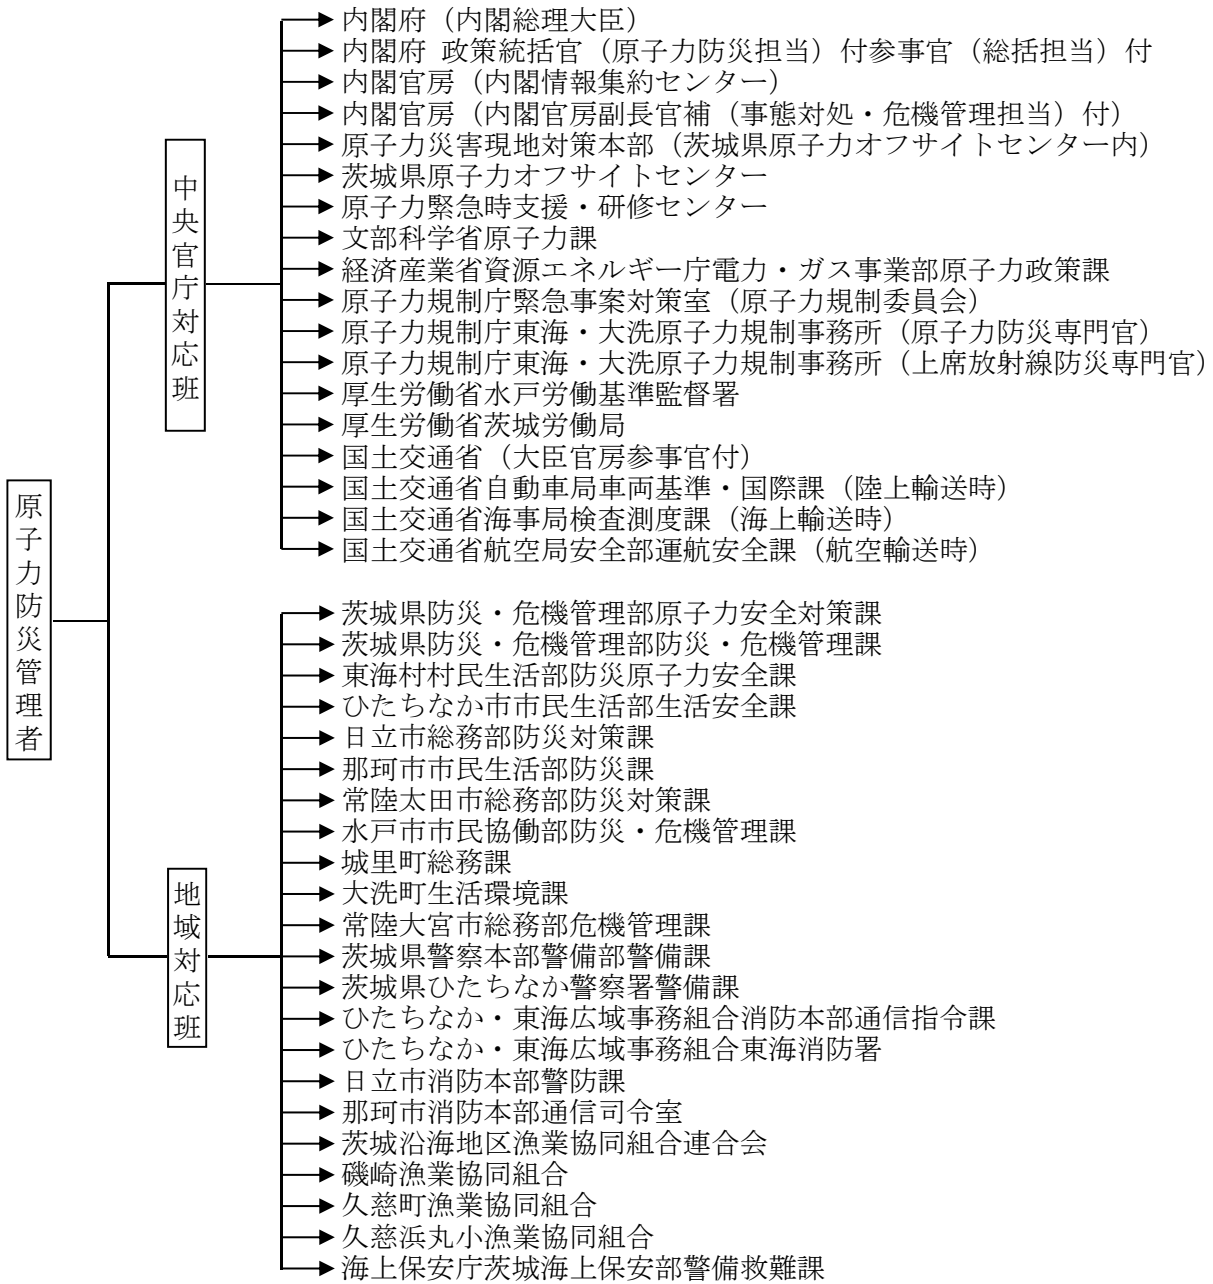 原子力防災管理者
中央官庁対応班
内閣府（内閣総理大臣）
内閣府 政策統括官（原子力防災担当）付参事官（総括担当）付
内閣官房（内閣情報集約センター）
内閣官房（内閣官房副長官補（事態対処・危機管理担当）付）
原子力災害現地対策本部（茨城県原子力オフサイトセンター内）
茨城県原子力オフサイトセンター
原子力緊急時支援・研修センター
文部科学省原子力課
経済産業省資源エネルギー庁電力・ガス事業部原子力政策課
原子力規制庁緊急事案対策室（原子力規制委員会）
原子力規制庁東海・大洗原子力規制事務所（原子力防災専門官）
原子力規制庁東海・大洗原子力規制事務所（上席放射線防災専門官）
厚生労働省水戸労働基準監督署
厚生労働省茨城労働局
国土交通省（大臣官房参事官付）
国土交通省自動車局車両基準・国際課（陸上輸送時）
国土交通省海事局検査測度課（海上輸送時）
国土交通省航空局安全部運航安全課（航空輸送時）
地域対応班
茨城県防災・危機管理部原子力安全対策課
茨城県防災・危機管理部防災・危機管理課
東海村村民生活部防災原子力安全課
ひたちなか市市民生活部生活安全課
日立市総務部防災対策課
那珂市市民生活部防災課
常陸太田市総務部防災対策課
水戸市市民協働部防災・危機管理課
城里町総務課
大洗町生活環境課
常陸大宮市総務部危機管理課
茨城県警察本部警備部警備課
茨城県ひたちなか警察署警備課
ひたちなか・東海広域事務組合消防本部通信指令課
ひたちなか・東海広域事務組合東海消防署
日立市消防本部警防課
那珂市消防本部通信司令室
茨城沿海地区漁業協同組合連合会
磯崎漁業協同組合
久慈町漁業協同組合
久慈浜丸小漁業協同組合
海上保安庁茨城海上保安部警備救難課